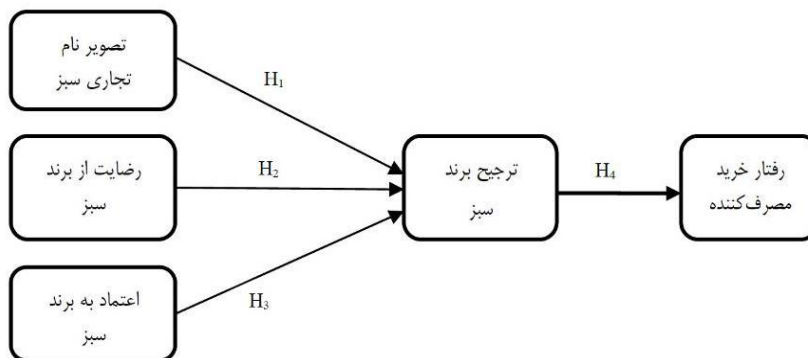 تصویر نام
تجاری سبز
H1
رضایت از برند
سبز
H2
اعتماد به برند
سبز
H3
ترجیح برند
سبز
H4
رفتار خرید
مصرف‌کننده